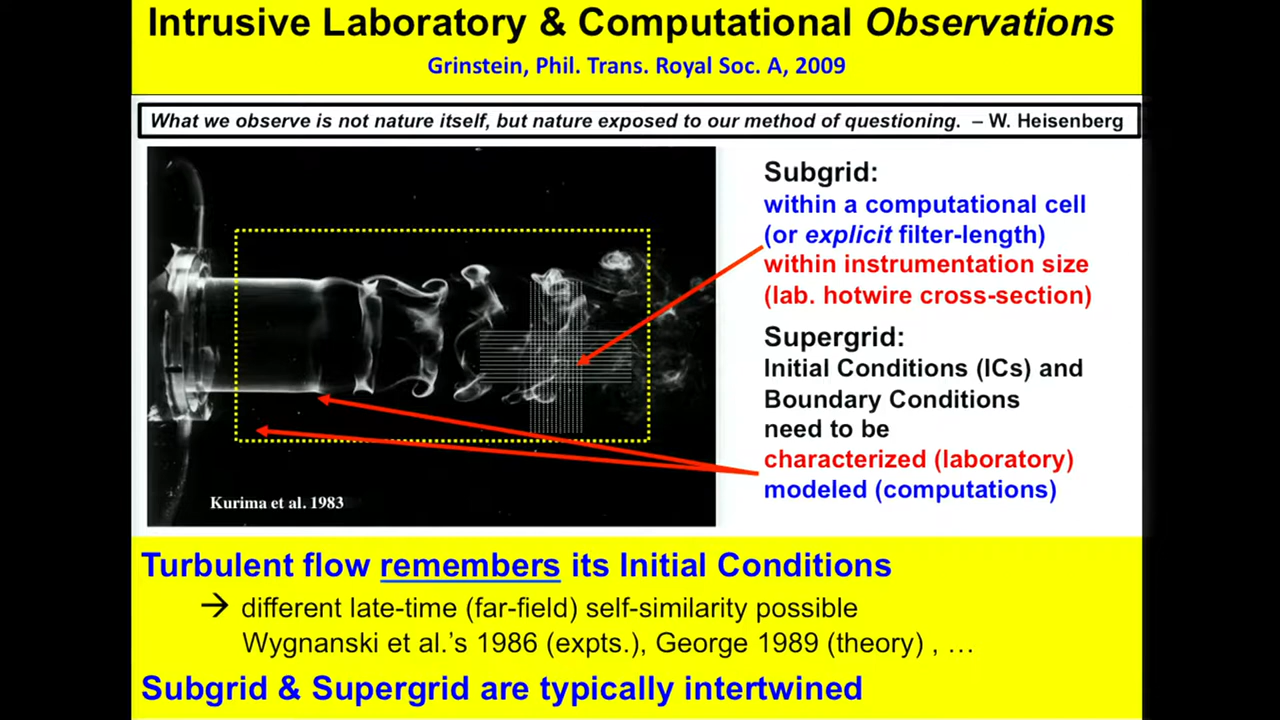 Intrusive Laboratory & Computational Observations
Grinstein, Phil. Trans. Royal Soc. A, 2009
What we observe is not nature itself, but nature exposed to our method of questioning. – W. Heisenberg
Subgrid:
within a computational cell
(or explicit filter-length)
within instrumentation size
(lab. hotwire cross-section)
Supergrid:
Initial Conditions (ICs) and
Boundary Conditions
need to be
characterized (laboratory)
modeled (computations)
Kurima et al. 1983
Turbulent flow remembers its Initial Conditions
→ different late-time (far-field) self-similarity possible
Wygnanski et al.’s 1986 (expts.), George 1989 (theory) , …
Subgrid & Supergrid are typically intertwined